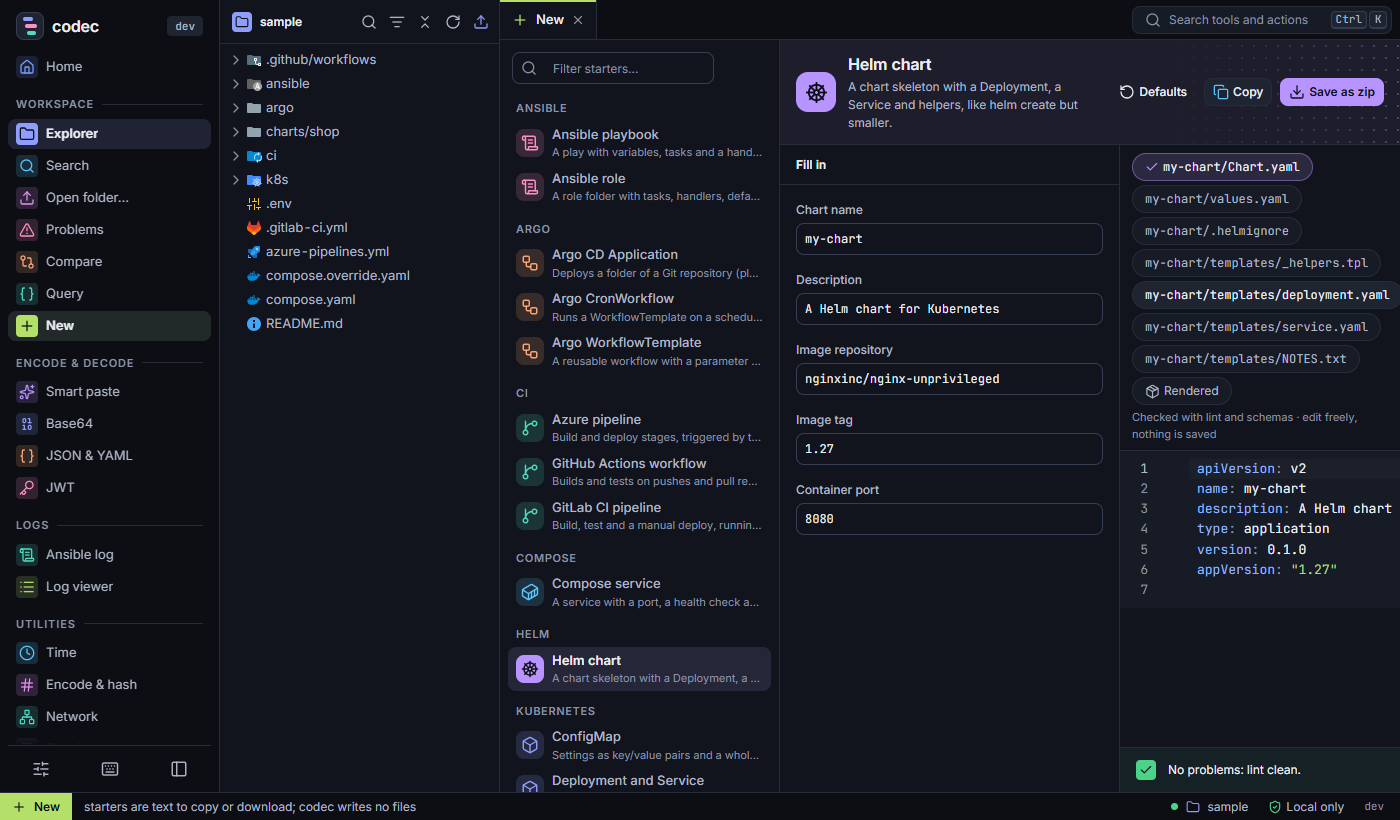 codec
dev
Home
WORKSPACE
Explorer
Search
Open folder...
Problems
Compare
Query
New
ENCODE & DECODE
Smart paste
Base64
JSON & YAML
JWT
LOGS
Ansible log
Log viewer
UTILITIES
Time
Encode & hash
Network
sample
.github/workflows
ansible
argo
charts/shop
ci
k8s
.env
.gitlab-ci.yml
azure-pipelines.yml
compose.override.yaml
compose.yaml
README.md
New
Search tools and actions
Ctrl K
Filter starters...
ANSIBLE
Ansible playbook
A play with variables, tasks and a hand...
Ansible role
A role folder with tasks, handlers, defa...
ARGO
Argo CD Application
Deploys a folder of a Git repository (pl...
Argo CronWorkflow
Runs a WorkflowTemplate on a schedu...
Argo WorkflowTemplate
A reusable workflow with a parameter ...
CI
Azure pipeline
Build and deploy stages, triggered by t...
GitHub Actions workflow
Builds and tests on pushes and pull re...
GitLab CI pipeline
Build, test and a manual deploy, runnin...
COMPOSE
Compose service
A service with a port, a health check a...
HELM
Helm chart
A chart skeleton with a Deployment, a ...
KUBERNETES
ConfigMap
Settings as key/value pairs and a whol...
Deployment and Service
Helm chart
A chart skeleton with a Deployment, a
Service and helpers, like helm create but
smaller.
Defaults
Copy
Save as zip
Fill in
Chart name
my-chart
Description
A Helm chart for Kubernetes
Image repository
nginxinc/nginx-unprivileged
Image tag
1.27
Container port
8080
my-chart/Chart.yaml
my-chart/values.yaml
my-chart/.helmignore
my-chart/templates/_helpers.tpl
my-chart/templates/deployment.yaml
my-chart/templates/service.yaml
my-chart/templates/NOTES.txt
Rendered
Checked with lint and schemas · edit freely,
nothing is saved
1 apiVersion: v2
2 name: my-chart
3 description: A Helm chart
4 type: application
5 version: 0.1.0
6 appVersion: "1.27"
7
No problems: lint clean.
New
starters are text to copy or download; codec writes no files
sample
Local only
dev